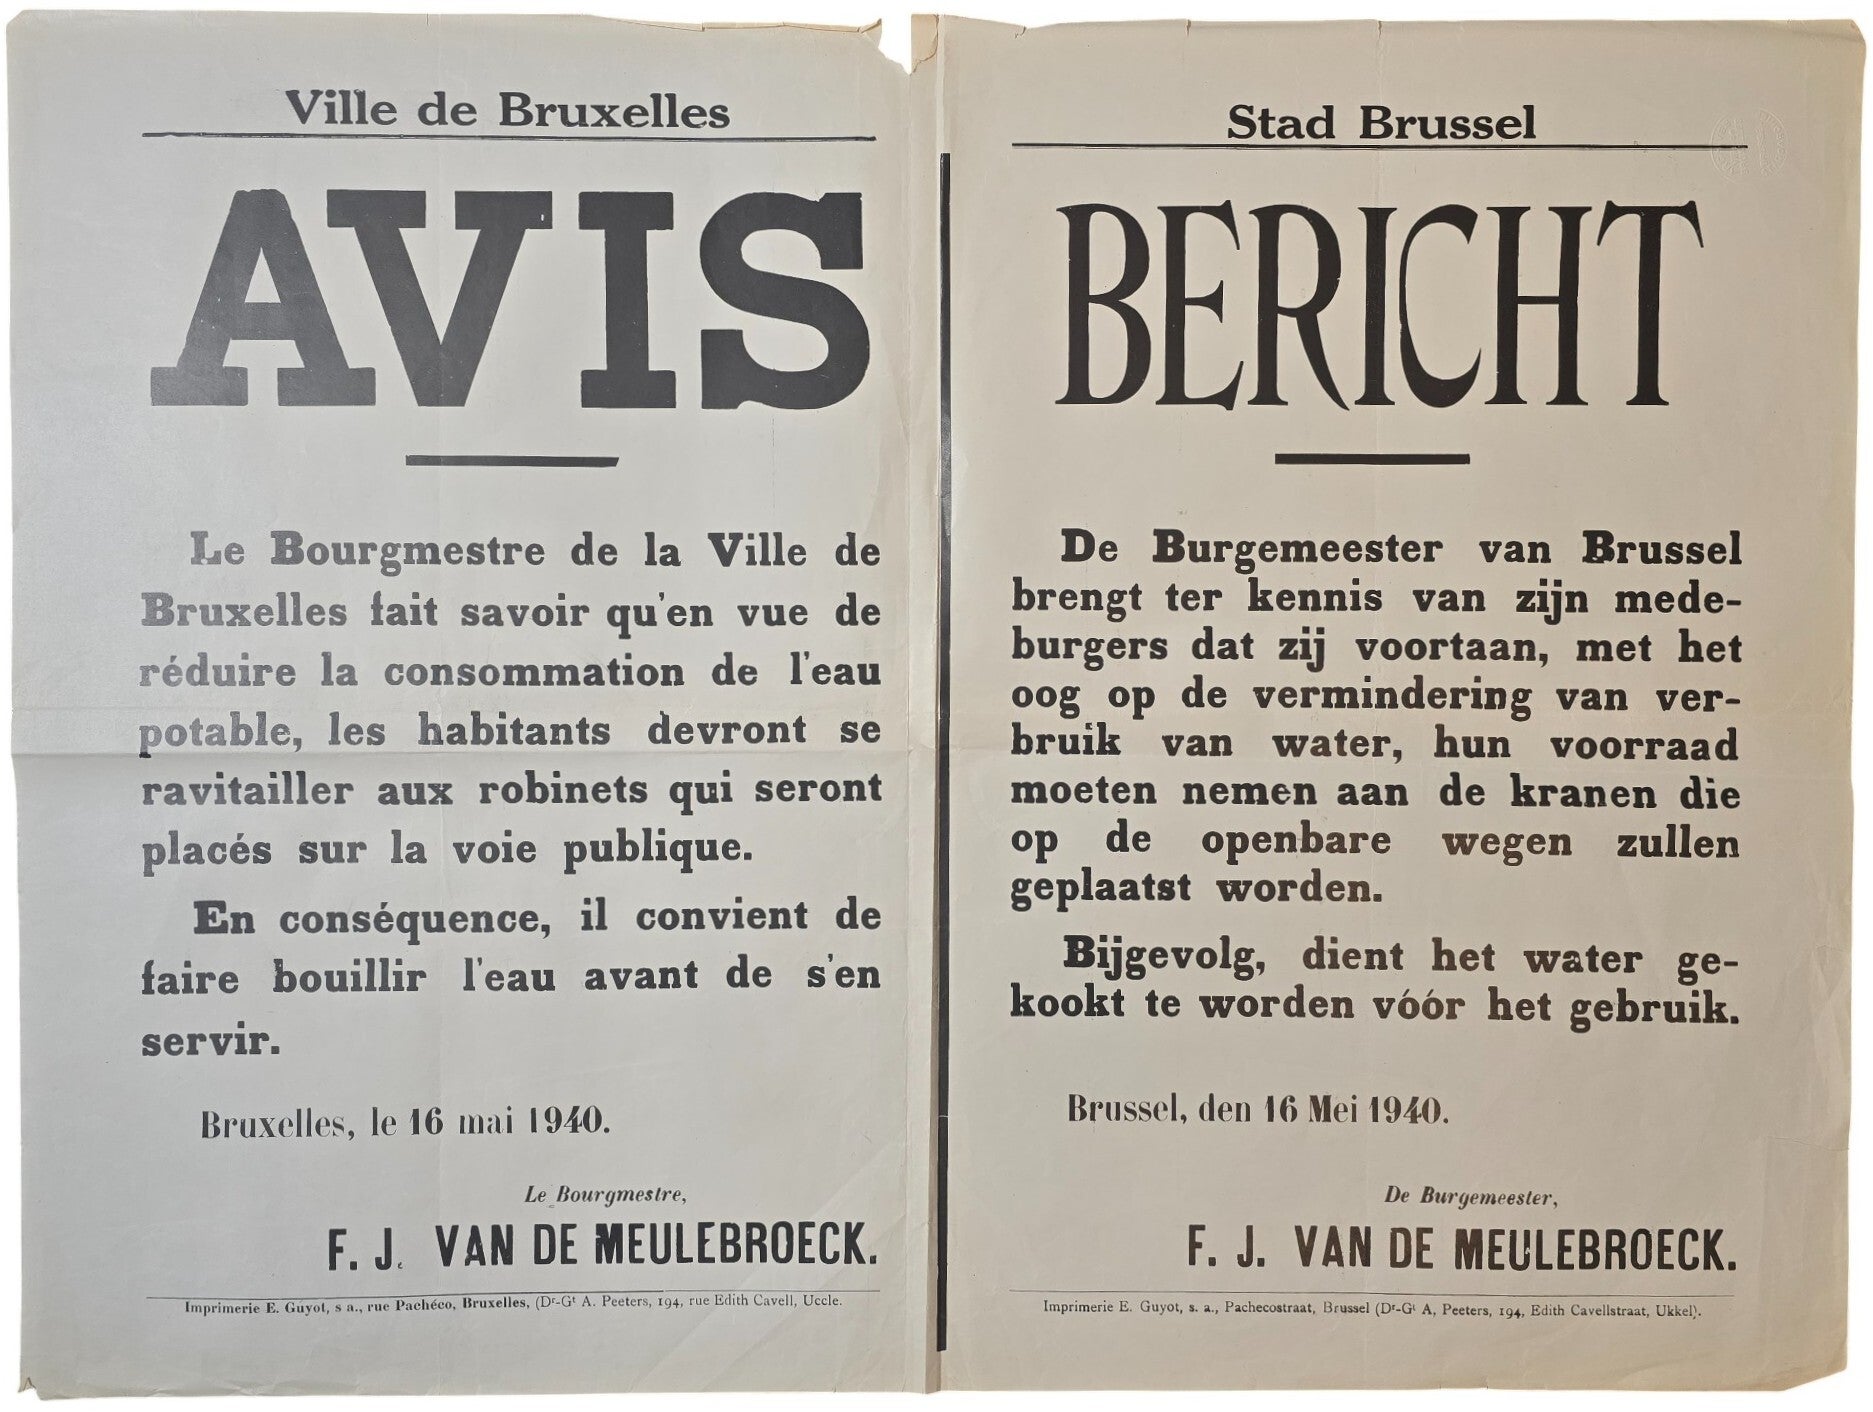 Ville de Bruxelles
AVIS
Le Bourgmestre de la Ville de
Bruxelles fait savoir qu'en vue de
réduire la consommation de l'eau
potable, les habitants devront se
ravitailler aux robinets qui seront
placés sur la voie publique.
En conséquence, il convient de
faire bouillir l'eau avant de s'en
servir.
Bruxelles, le 16 mai 1940.
Le Bourgmestre,
F. J. VAN DE MEULEBROECK.
Imprimerie E. Guyot, s a., rue Pachéco, Bruxelles, (Dr-Gt A. Peeters, 194, rue Edith Cavell, Uccle.
Stad Brussel
BERICHT
De Burgemeester van Brussel
brengt ter kennis van zijn mede-
burgers dat zij voortaan, met het
oog op de vermindering van ver-
bruik van water, hun voorraad
moeten nemen aan de kranen die
op de openbare wegen zullen
geplaatst worden.
Bijgevolg, dient het water ge-
kookt te worden vóór het gebruik.
Brussel, den 16 Mei 1940.
De Burgemeester,
F. J. VAN DE MEULEBROECK.
Imprimerie E. Guyot, s. a., Pachecostraat, Brussel (Dr-Gt A, Peeters, 194, Edith Cavellstraat, Ukkel).